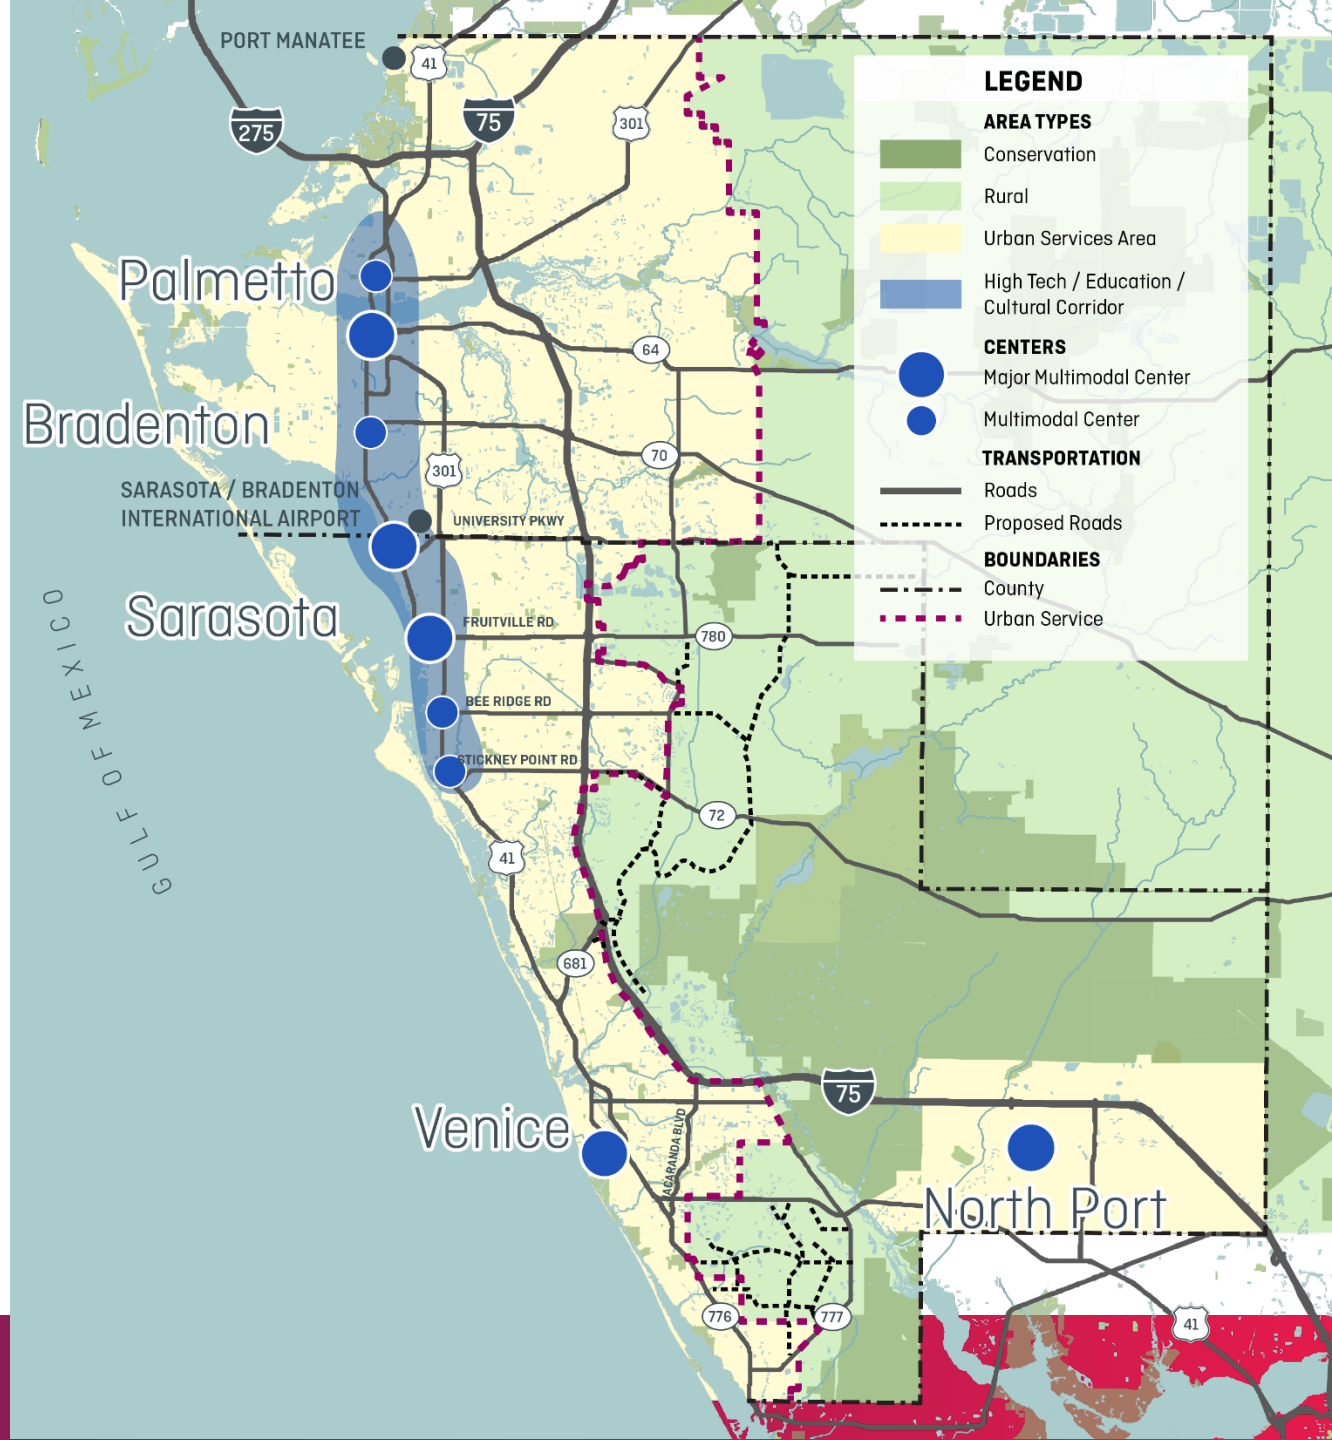 PORT MANATEE
41
275
75
301
LEGEND
AREA TYPES
Conservation
Rural
Urban Services Area
High Tech / Education /
Cultural Corridor
CENTERS
Major Multimodal Center
Multimodal Center
TRANSPORTATION
Roads
Proposed Roads
BOUNDARIES
County
Urban Service
Palmetto
64
Bradenton
70
301
SARASOTA / BRADENTON
INTERNATIONAL AIRPORT
UNIVERSITY PKWY
Sarasota
FRUITVILLE RD
780
GULF OF MEXICO
BEE RIDGE RD
STICKNEY POINT RD
72
41
681
75
Venice
JACARANDA BLVD
North Port
776
777
41